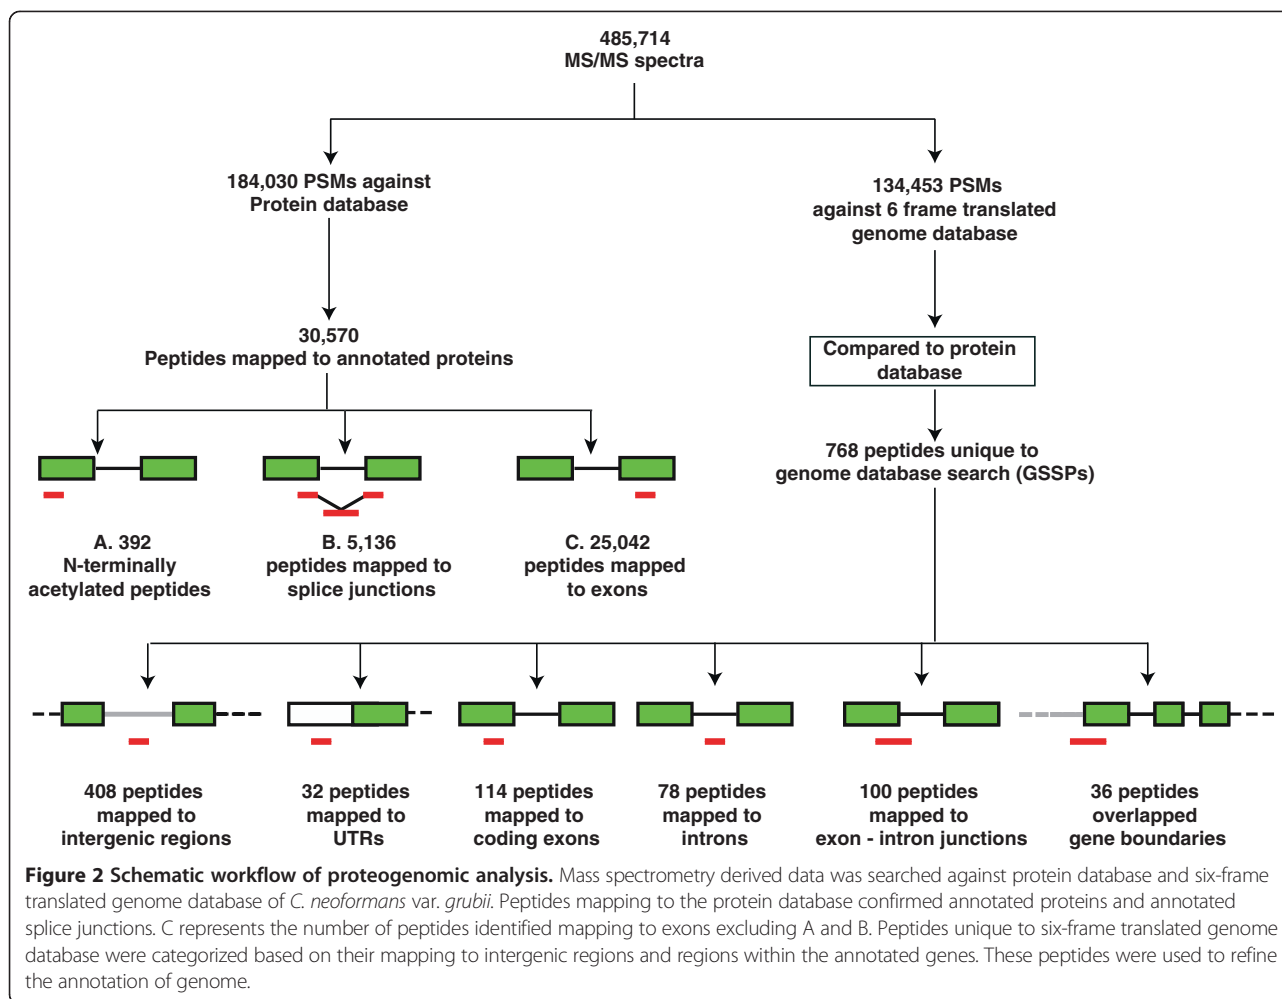 485,714
MS/MS spectra
184,030 PSMs against
Protein database
134,453 PSMs
against 6 frame translated
genome database
30,570
Peptides mapped to annotated proteins
Compared to protein
database
768 peptides unique to
genome database search (GSSPs)
A. 392
N-terminally
acetylated peptides
B. 5,136
peptides mapped to
splice junctions
C. 25,042
peptides mapped
to exons
408 peptides
mapped to
intergenic regions
32 peptides
mapped to
UTRs
114 peptides
mapped to
coding exons
78 peptides
mapped to
introns
100 peptides
mapped to
exon - intron junctions
36 peptides
overlapped
gene boundaries
Figure 2 Schematic workflow of proteogenomic analysis. Mass spectrometry derived data was searched against protein database and six-frame
translated genome database of C. neoformans var. grubii. Peptides mapping to the protein database confirmed annotated proteins and annotated
splice junctions. C represents the number of peptides identified mapping to exons excluding A and B. Peptides unique to six-frame translated genome
database were categorized based on their mapping to intergenic regions and regions within the annotated genes. These peptides were used to refine
the annotation of genome.